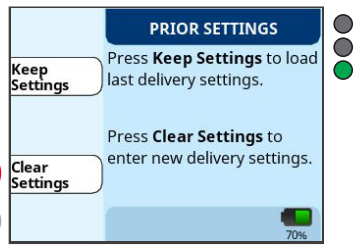 PRIOR SETTINGS
Keep
Settings
Press Keep Settings to load
last delivery settings.
Clear
Settings
Press Clear Settings to
enter new delivery settings.
70%